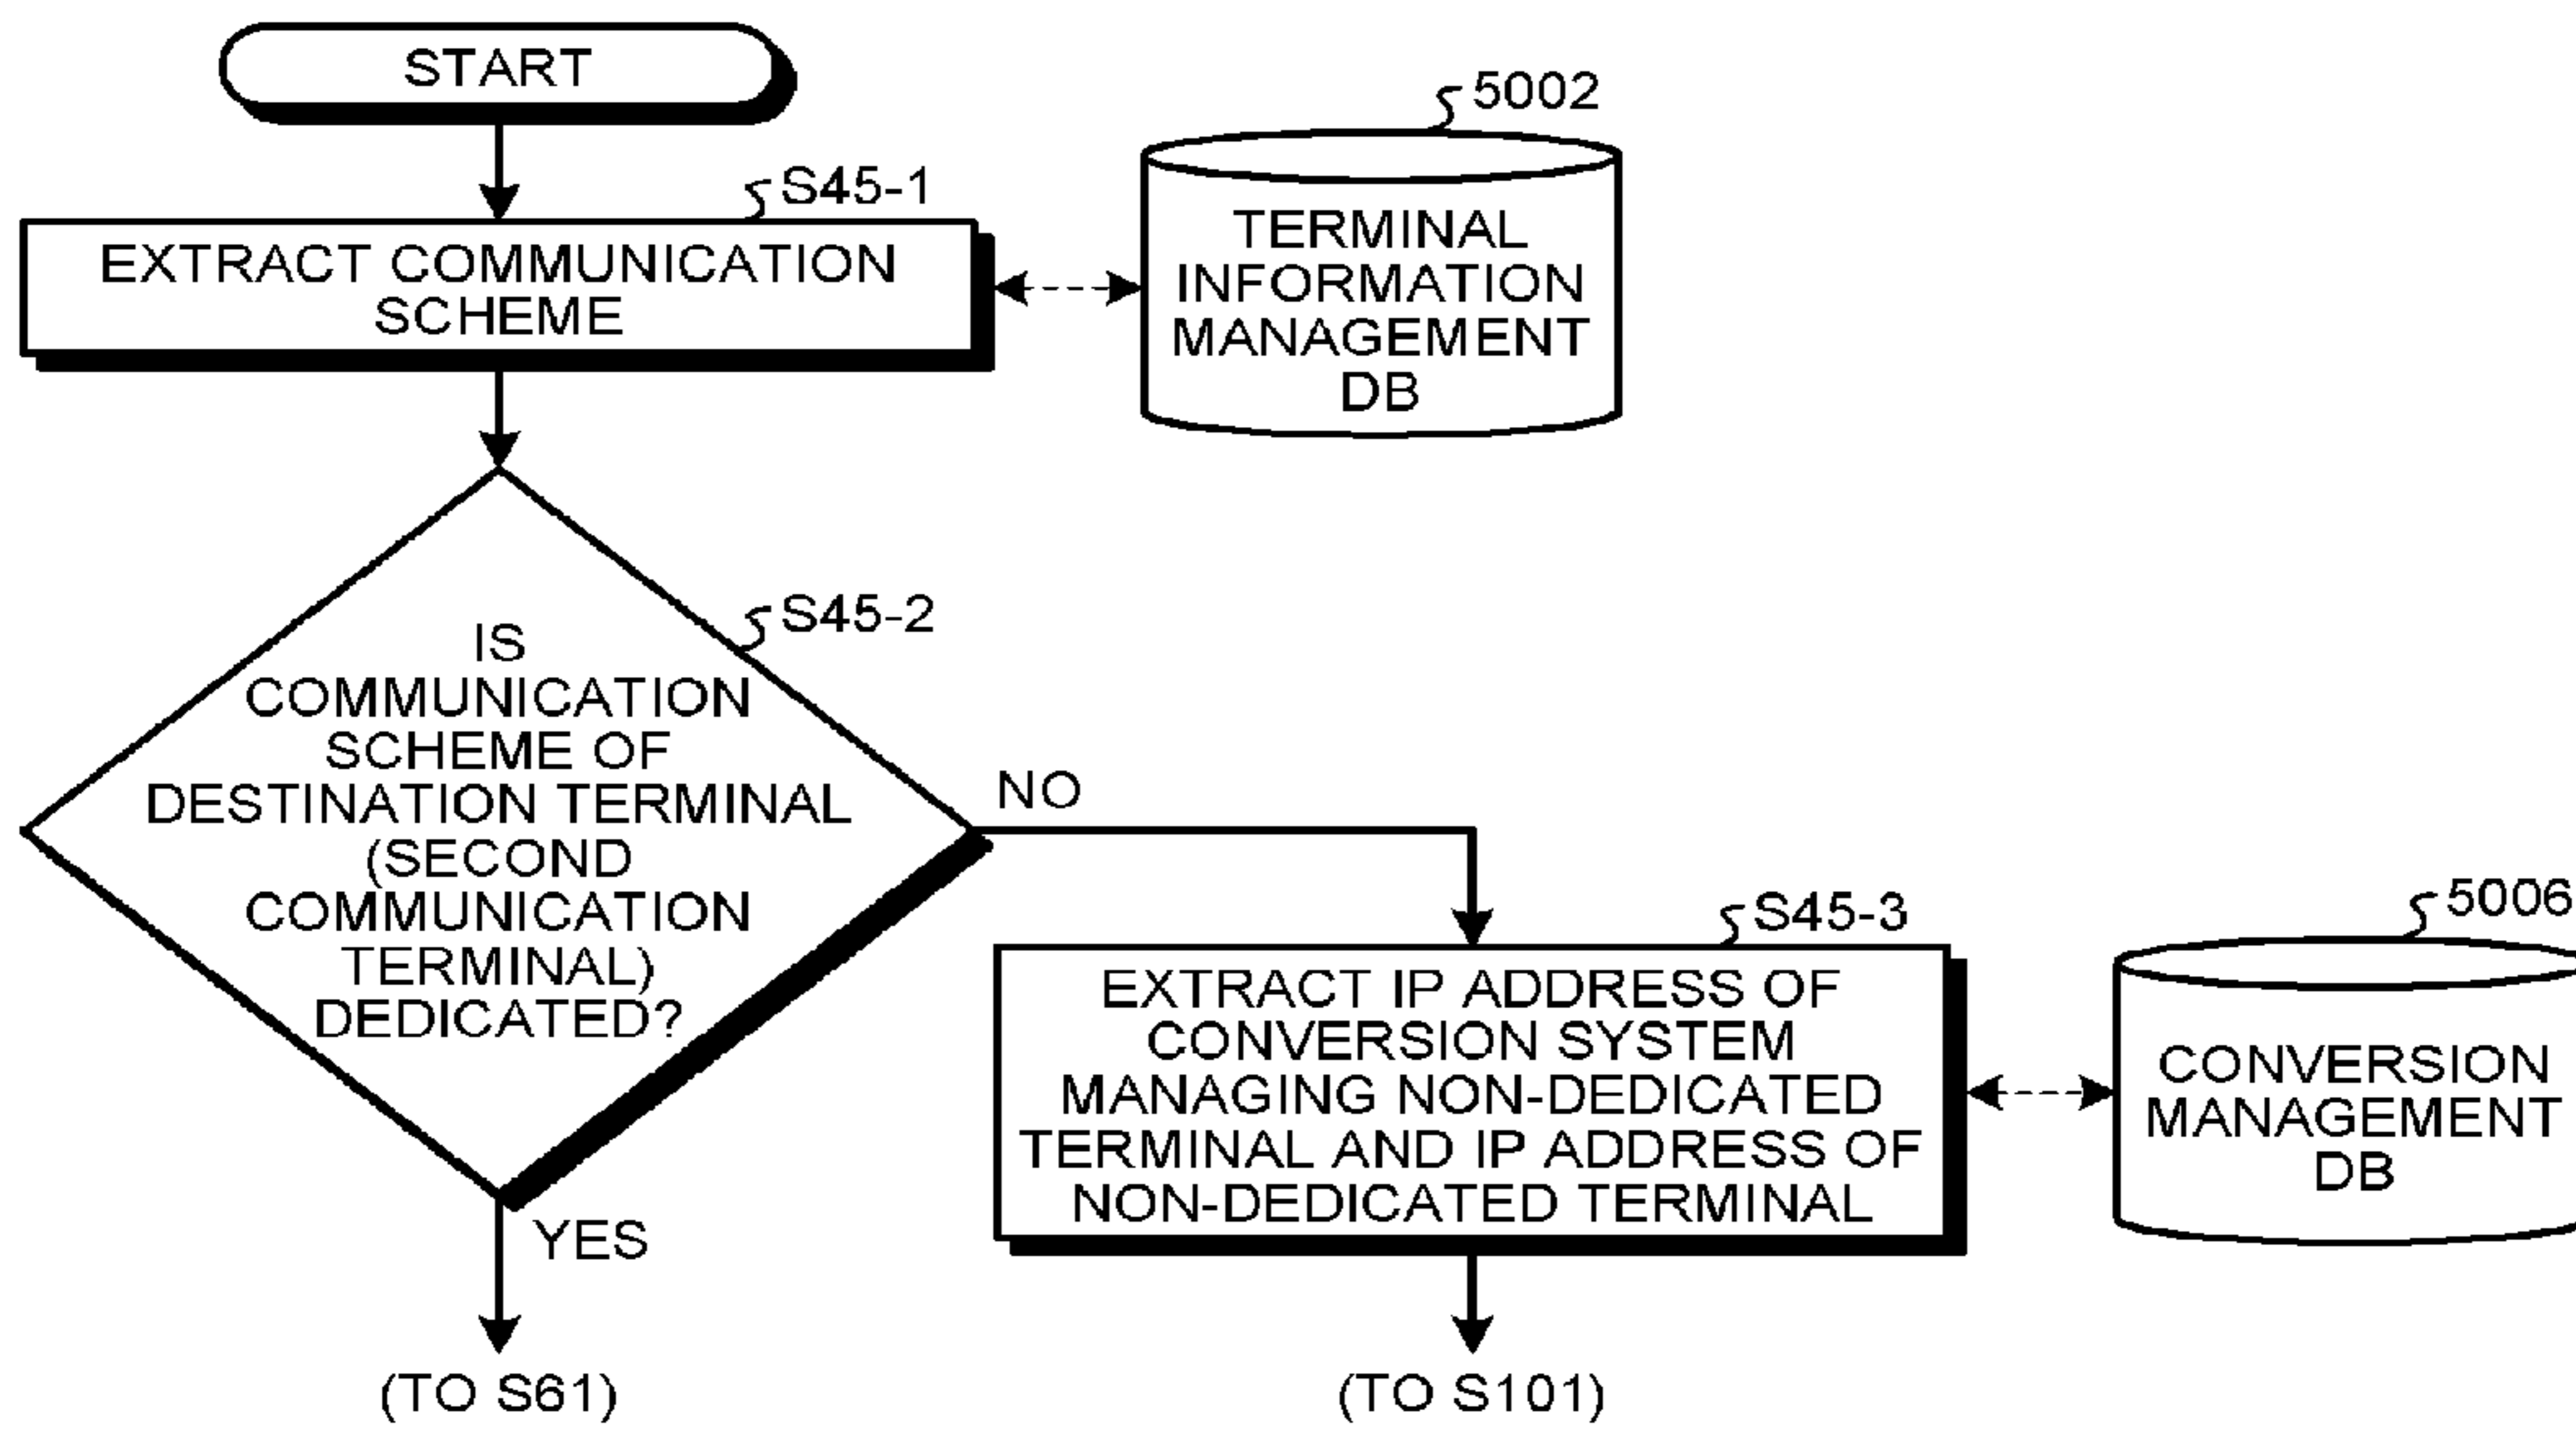 START
5002
S45-1
EXTRACT COMMUNICATION
SCHEME
TERMINAL
INFORMATION
MANAGEMENT
DB
S45-2
IS
COMMUNICATION
SCHEME OF
DESTINATION TERMINAL
(SECOND
COMMUNICATION
TERMINAL)
DEDICATED?
NO
YES
S45-3
EXTRACT IP ADDRESS OF
CONVERSION SYSTEM
MANAGING NON-DEDICATED
TERMINAL AND IP ADDRESS OF
NON-DEDICATED TERMINAL
5006
CONVERSION
MANAGEMENT
DB
(TO S61)
(TO S101)